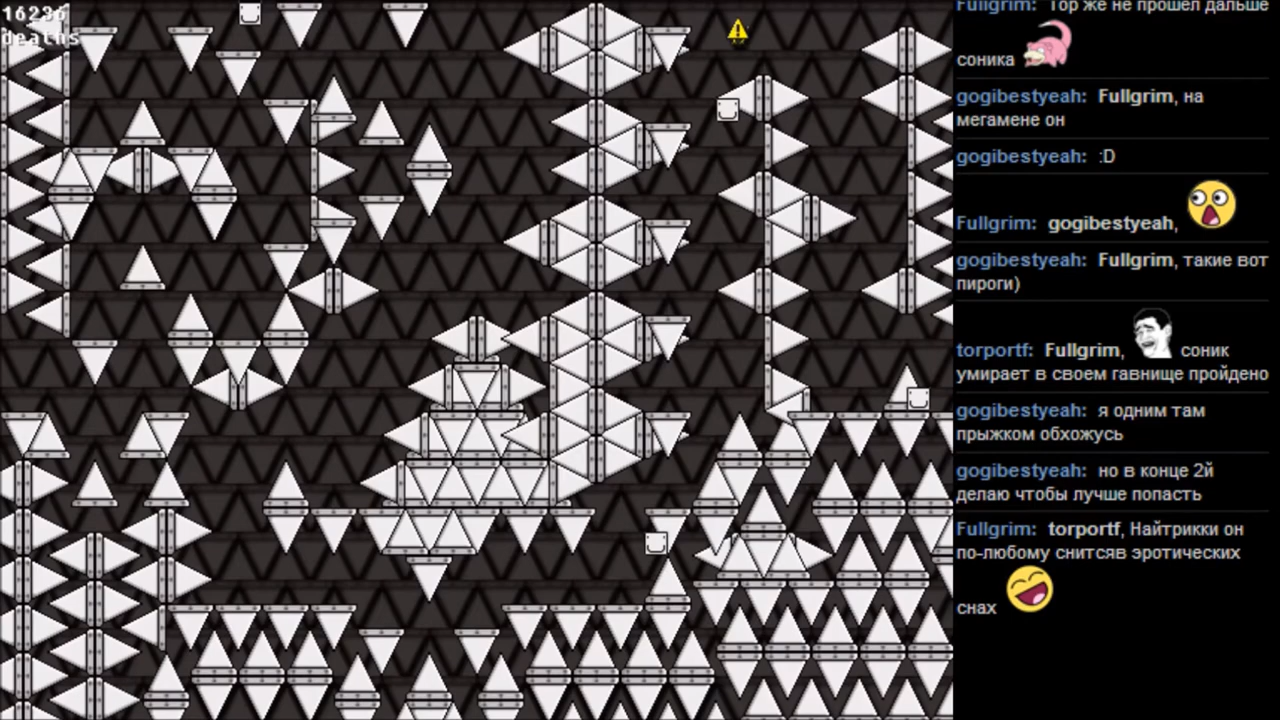 16236
deaths
Fullgrim: Тор же не прошел дальше
соника
gogibestyeah: Fullgrim, на
мегамене он
gogibestyeah: :D
Fullgrim: gogibestyeah,
gogibestyeah: Fullgrim, такие вот
пироги)
torportf: Fullgrim, соник
умирает в своем гавнище пройдено
gogibestyeah: я одним там
прыжком обхожусь
gogibestyeah: но в конце 2й
делаю чтобы лучше попасть
Fullgrim: torportf, Найтрикки он
по-любому снитсяв эротических
снах